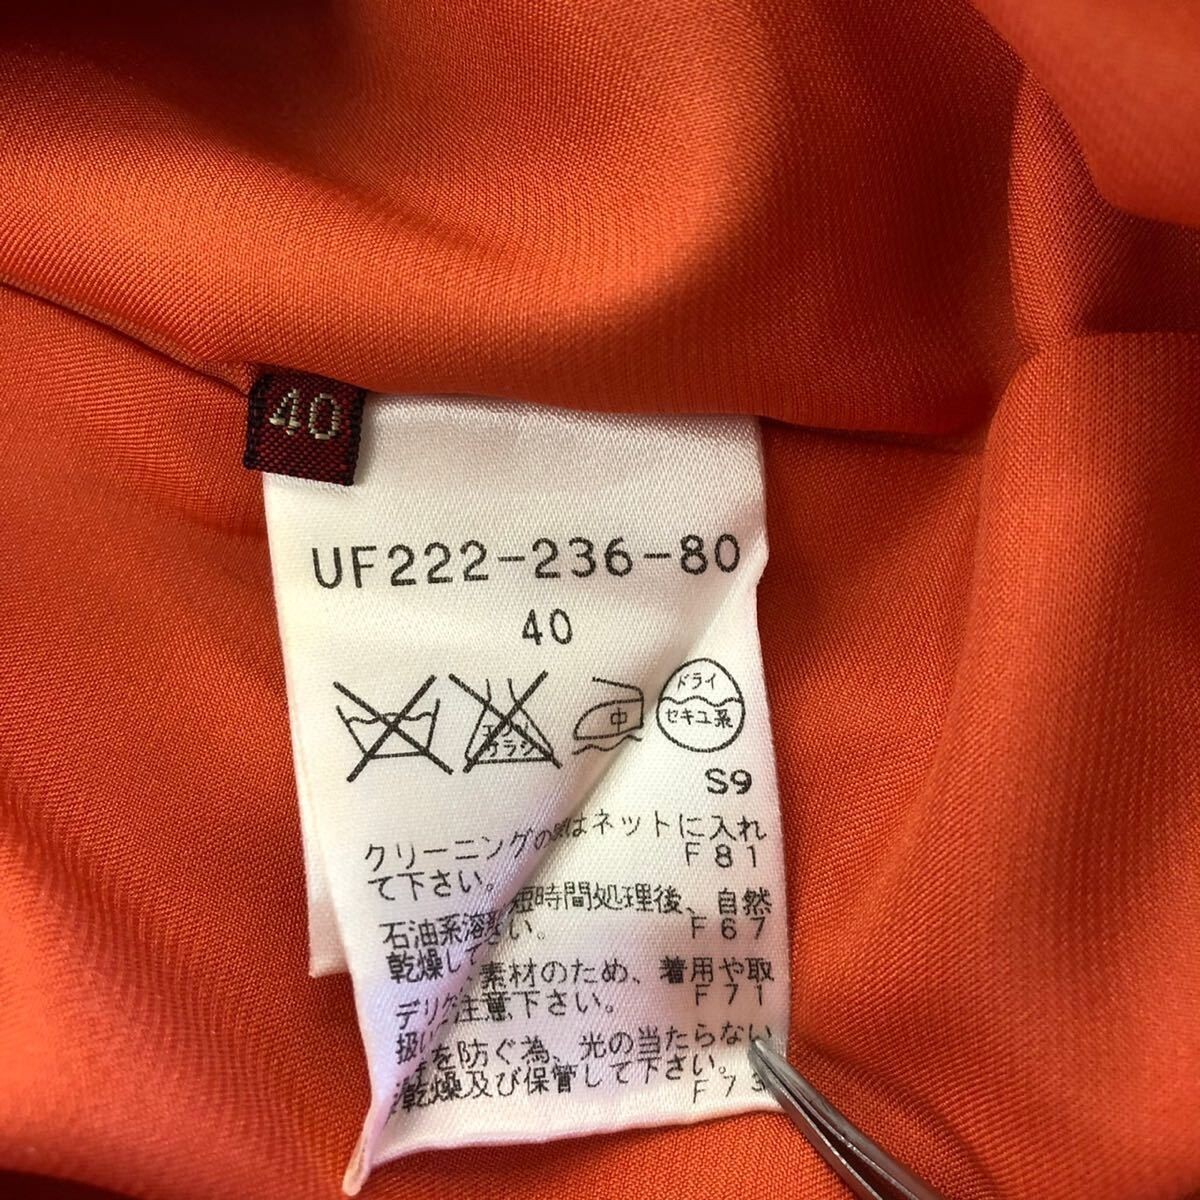 40
UF222-236-80
40
中
ドライ
セキユ系
S9
クリーニングの際はネットに入れ
て下さい。 F81
石油系溶 短時間処理後、自然
乾燥して い。 F67
デリケ 素材のため、着用や取
扱い 注意下さい。 F71
を防ぐ為、光の当たらない
乾燥及び保管して下さい。
F73